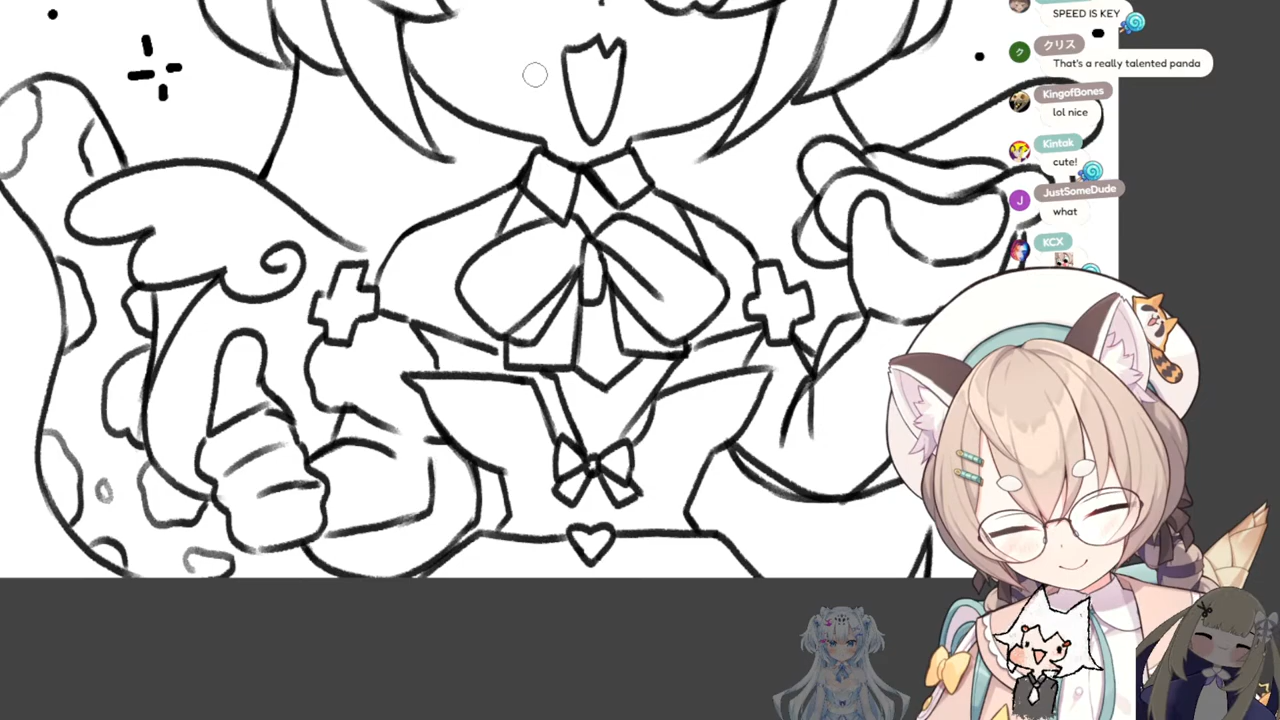 SPEED IS KEY
クリス
That's a really talented panda
KingofBones
lol nice
Kintak
cute!
JustSomeDude
what
KCX